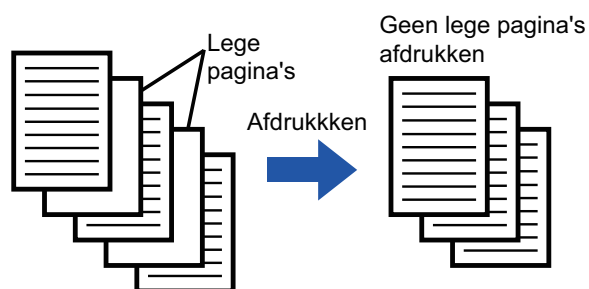 Lege
pagina's
Afdrukkken
Geen lege pagina's
afdrukken